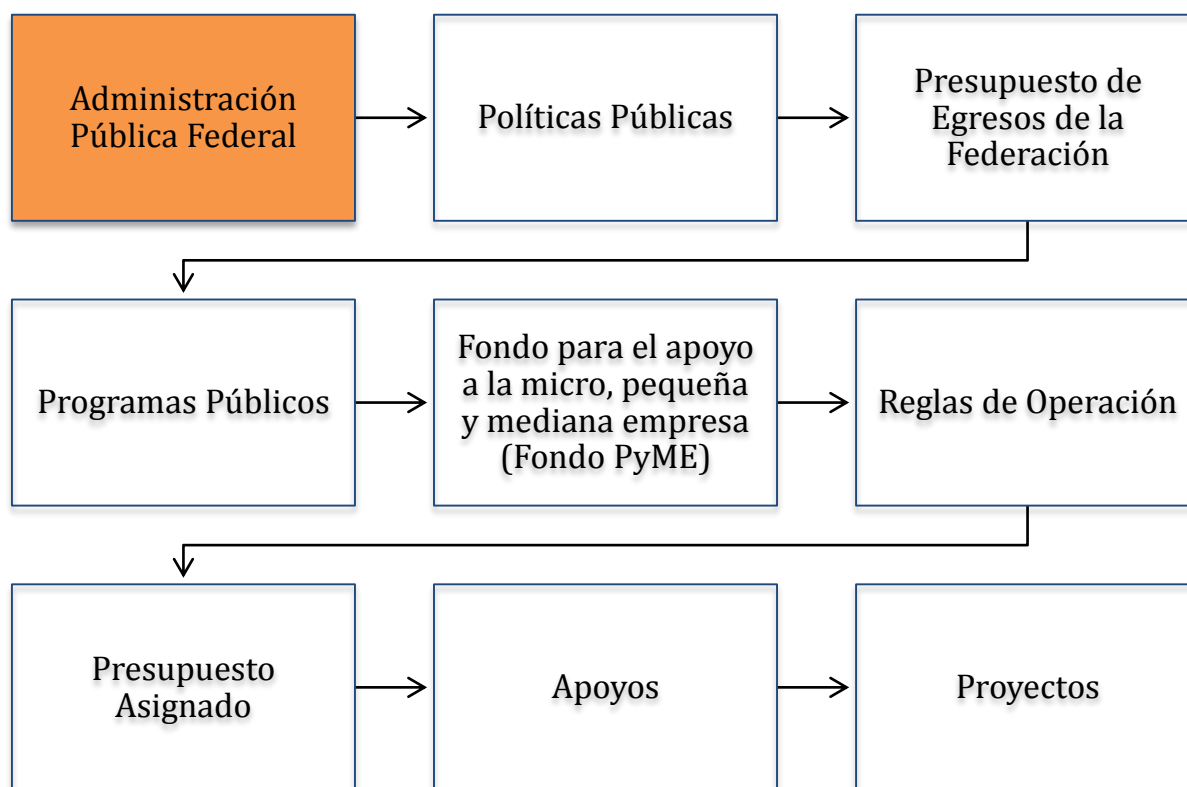 Administración
Pública Federal
Políticas Públicas
Presupuesto de
Egresos de la
Federación
Programas Públicos
Fondo para el apoyo
a la micro, pequeña
y mediana empresa
(Fondo PyME)
Reglas de Operación
Presupuesto
Asignado
Apoyos
Proyectos